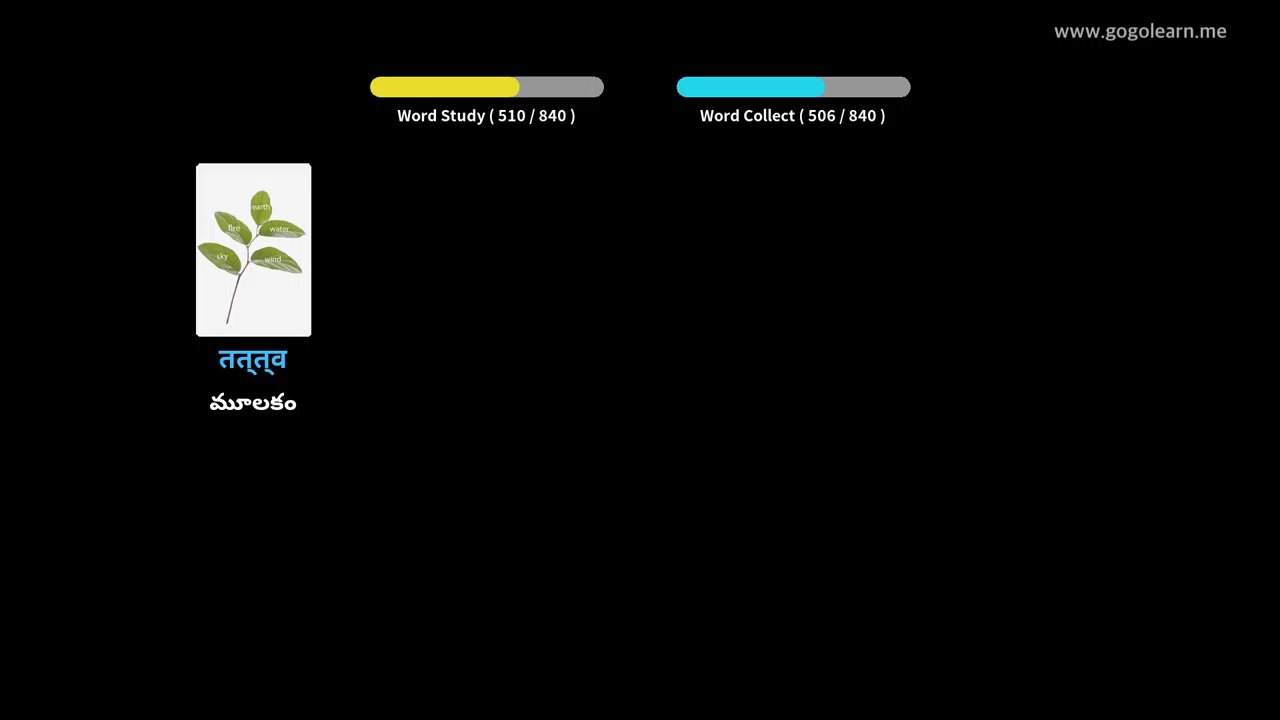 www.gogolearn.me
Word Study ( 510 / 840 )
Word Collect ( 506 / 840 )
earth
fire
water
sky
wind
तत्त्व
మూలకం